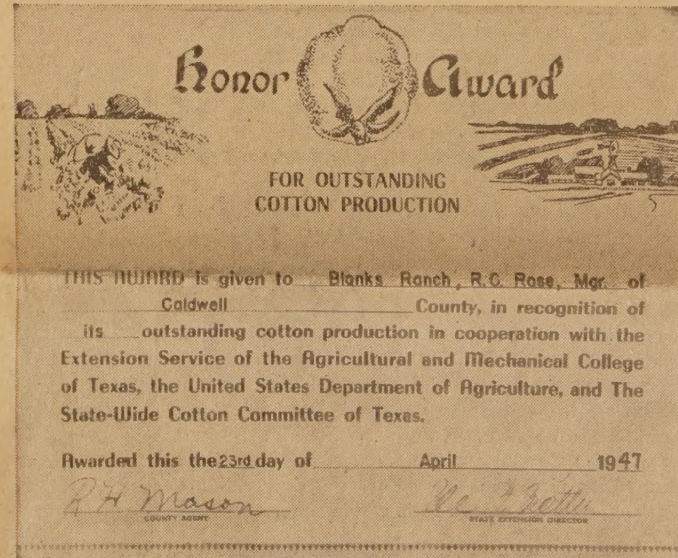 Honor Award
FOR OUTSTANDING
COTTON PRODUCTION
THIS AWARD is given to Blanks Ranch, R.G. Rose, Mgr. of
Caldwell County, in recognition of
its outstanding cotton production in cooperation with the
Extension Service of the Agricultural and Mechanical College
of Texas, the United States Department of Agriculture, and The
State-Wide Cotton Committee of Texas.
Awarded this the 23rd day of April 1947
R H Mason
COUNTY AGENT
STATE EXTENSION DIRECTOR